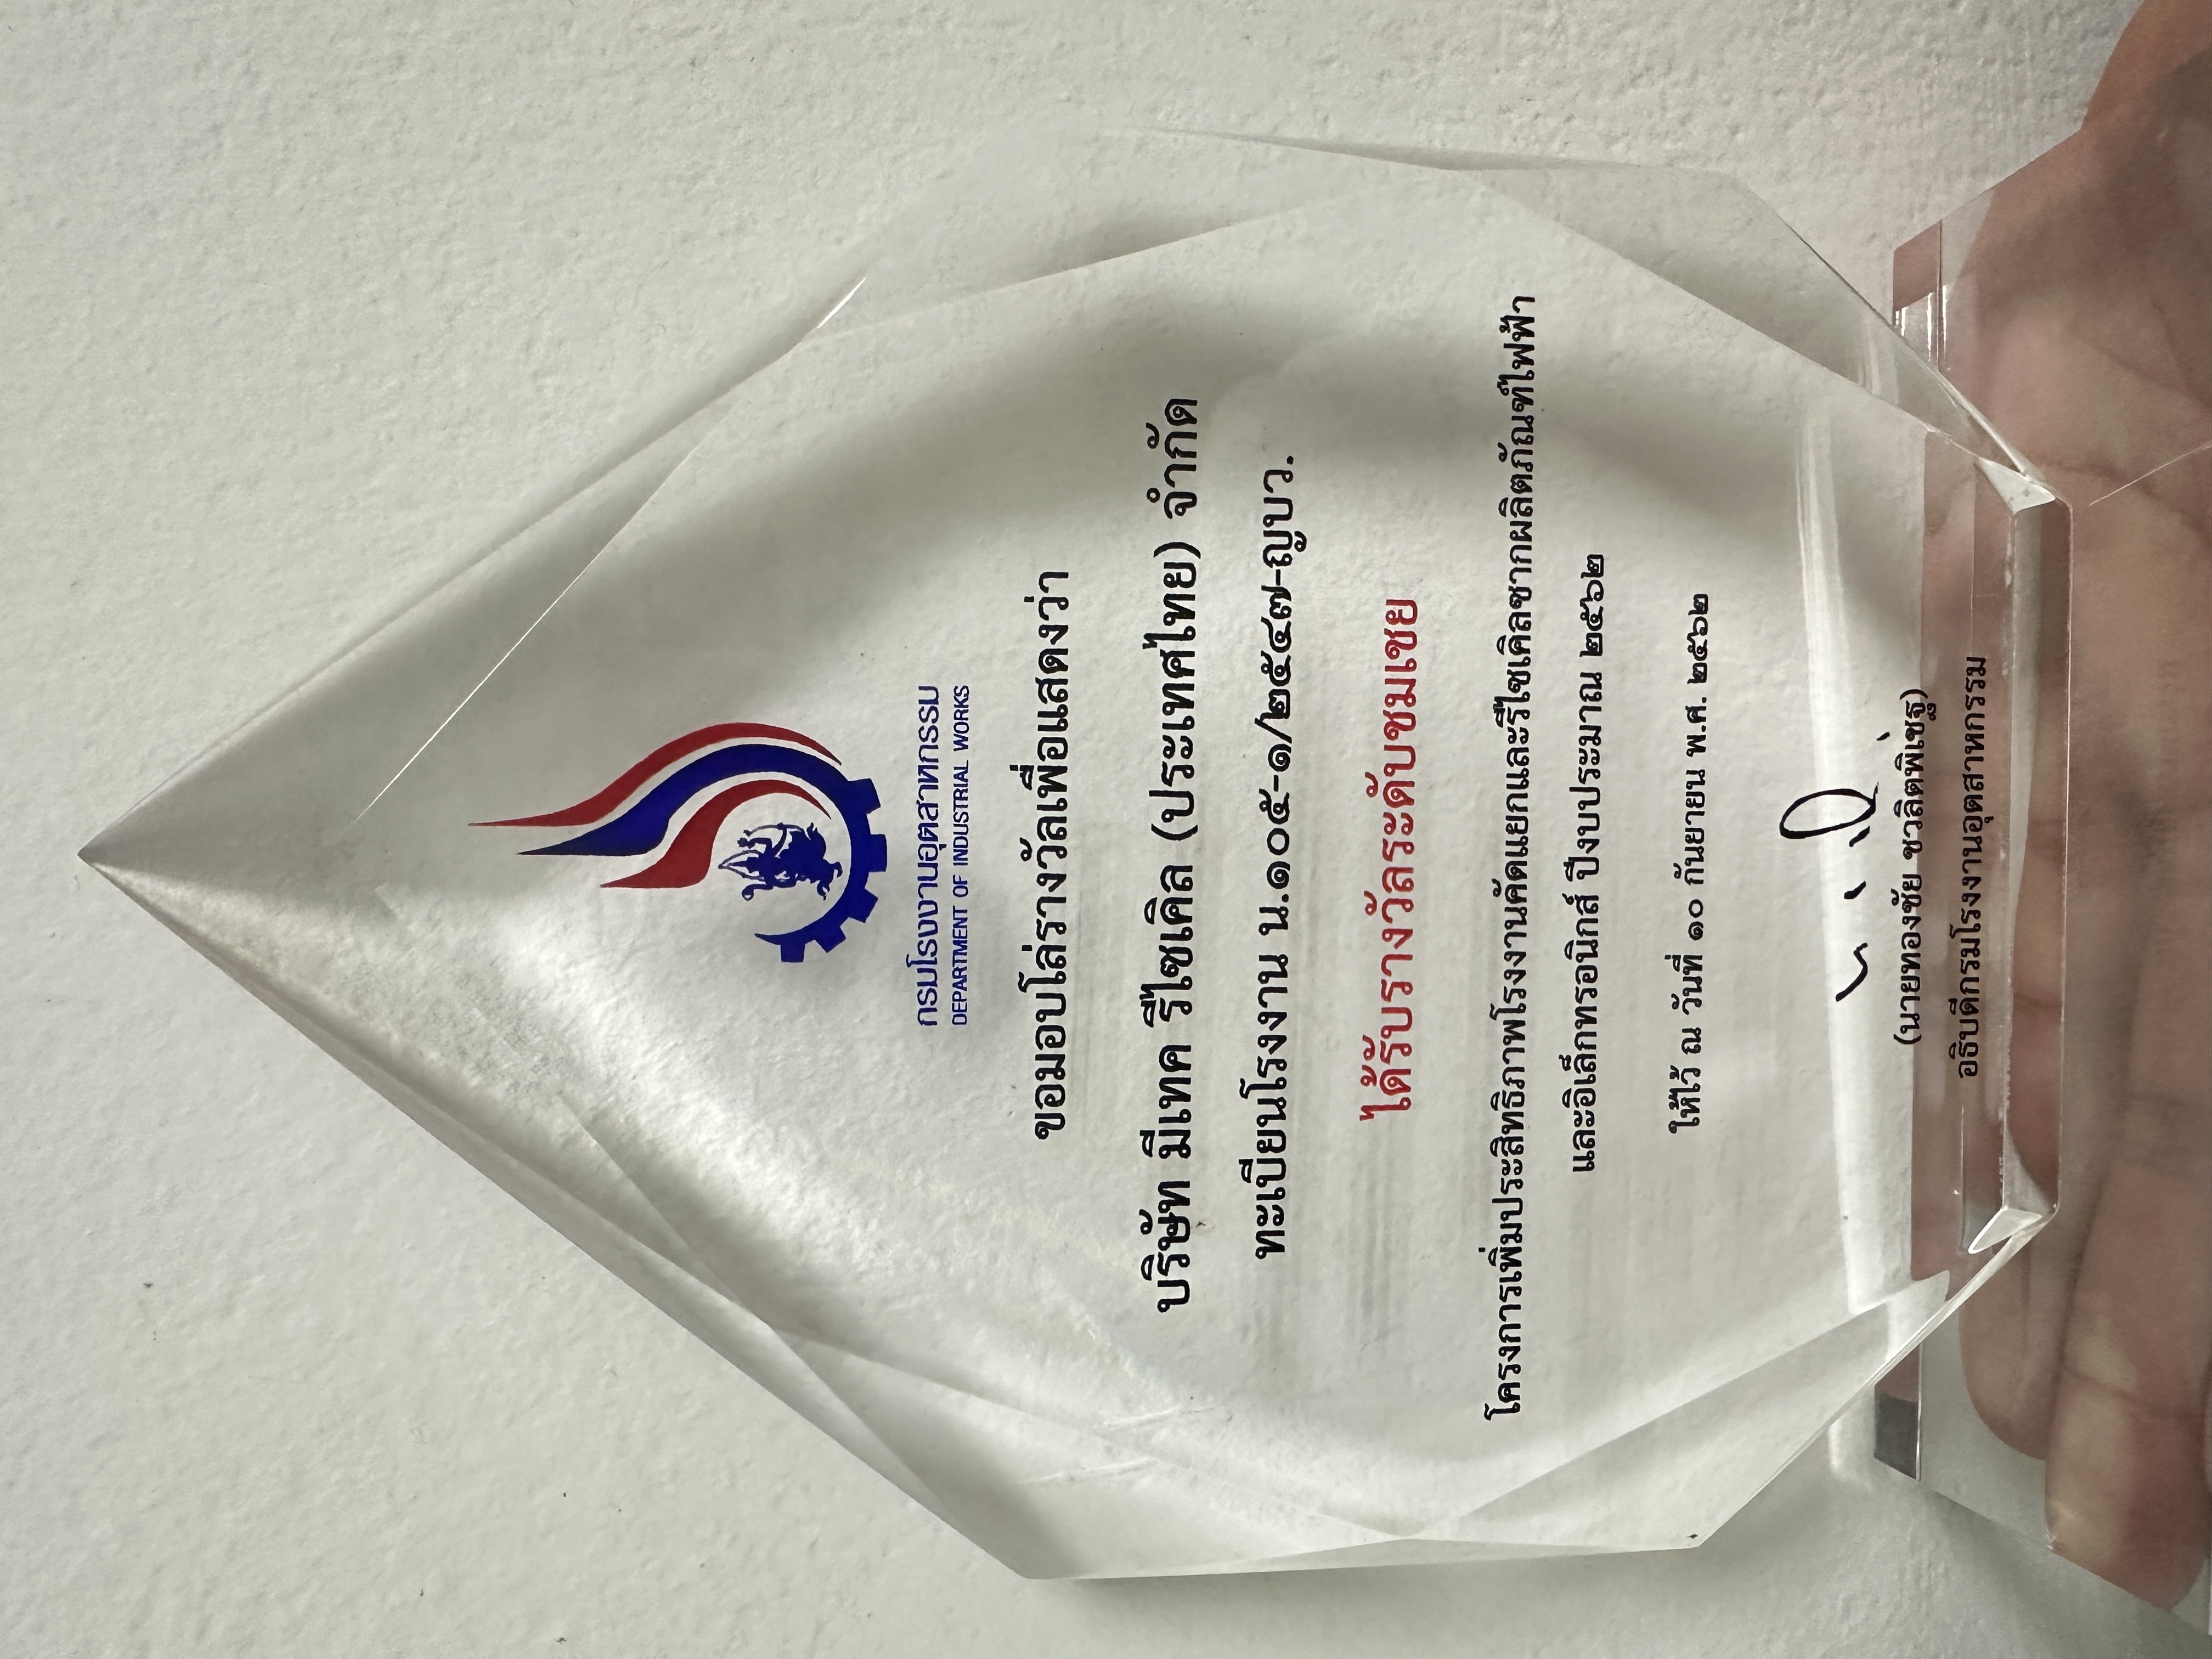 กรมโรงงานอุตสาหกรรม
DEPARTMENT OF INDUSTRIAL WORKS
ขอมอบโล่รางวัลเพื่อแสดงว่า
บริษัท มีเทค รีไซเคิล (ประเทศไทย) จำกัด
ทะเบียนโรงงาน น.๑๐๕-๑/๒๕๔๗-ญบว.
ได้รับรางวัลระดับชมเชย
โครงการเพิ่มประสิทธิภาพโรงงานคัดแยกและรีไซเคิลซากผลิตภัณฑ์ไฟฟ้า
และอิเล็กทรอนิกส์ ปีงบประมาณ ๒๕๖๒
ให้ไว้ ณ วันที่ ๑๐ กันยายน พ.ศ. ๒๕๖๒
(นายทองชัย ชวลิตพิเชฐ)
อธิบดีกรมโรงงานอุตสาหกรรม